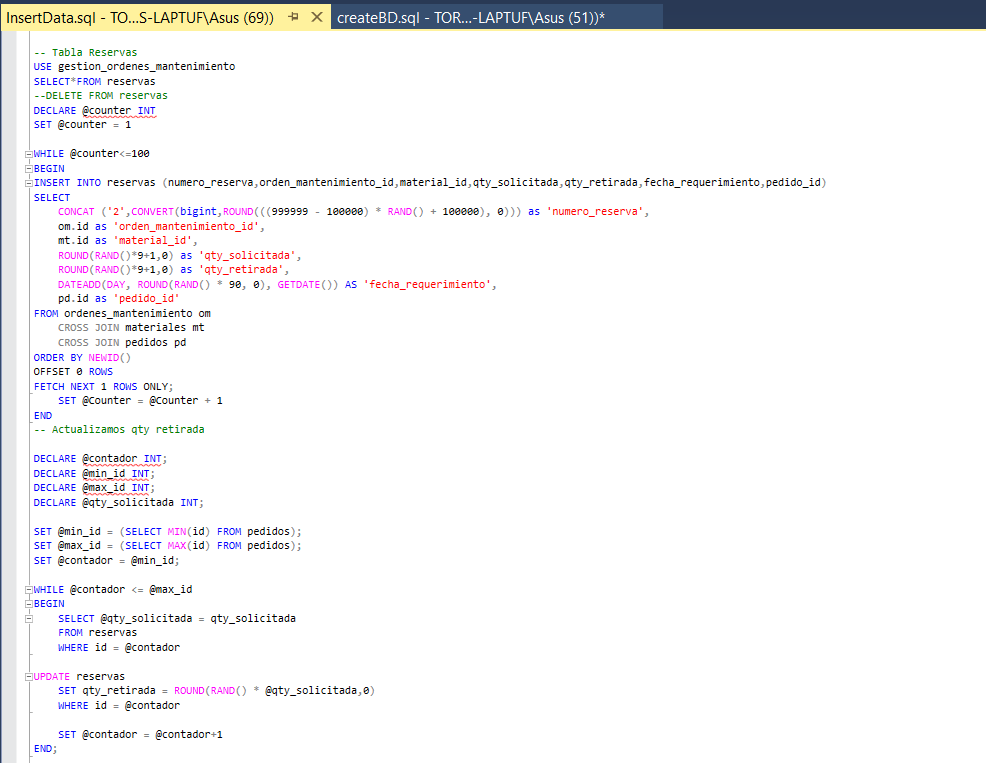 InsertData.sql - TO...S-LAPTUF\Asus (69)) createBD.sql - TOR...-LAPTUF\Asus (51))*
-- Tabla Reservas
USE gestion_ordenes_mantenimiento
SELECT*FROM reservas
--DELETE FROM reservas
DECLARE @counter INT
SET @counter = 1
WHILE @counter<=100
BEGIN
INSERT INTO reservas (numero_reserva,orden_mantenimiento_id,material_id,qty_solicitada,qty_retirada,fecha_requerimiento,pedido_id)
SELECT
CONCAT ('2',CONVERT(bigint,ROUND(((999999 - 100000) * RAND() + 100000), 0))) as 'numero_reserva',
om.id as 'orden_mantenimiento_id',
mt.id as 'material_id',
ROUND(RAND()*9+1,0) as 'qty_solicitada',
ROUND(RAND()*9+1,0) as 'qty_retirada',
DATEADD(DAY, ROUND(RAND() * 90, 0), GETDATE()) AS 'fecha_requerimiento',
pd.id as 'pedido_id'
FROM ordenes_mantenimiento om
CROSS JOIN materiales mt
CROSS JOIN pedidos pd
ORDER BY NEWID()
OFFSET 0 ROWS
FETCH NEXT 1 ROWS ONLY;
SET @Counter = @Counter + 1
END
-- Actualizamos qty retirada
DECLARE @contador INT;
DECLARE @min_id INT;
DECLARE @max_id INT;
DECLARE @qty_solicitada INT;
SET @min_id = (SELECT MIN(id) FROM pedidos);
SET @max_id = (SELECT MAX(id) FROM pedidos);
SET @contador = @min_id;
WHILE @contador <= @max_id
BEGIN
SELECT @qty_solicitada = qty_solicitada
FROM reservas
WHERE id = @contador
UPDATE reservas
SET qty_retirada = ROUND(RAND() * @qty_solicitada,0)
WHERE id = @contador
SET @contador = @contador+1
END;